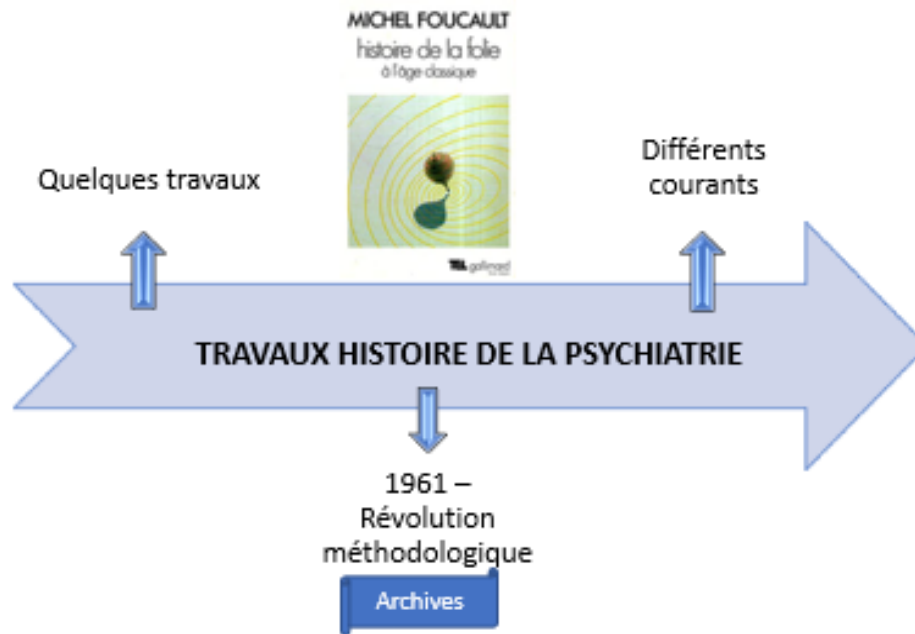 MICHEL FOUCAULT
histoire de la folie
à l'âge classique
gallimard
Quelques travaux
Différents
courants
TRAVAUX HISTOIRE DE LA PSYCHIATRIE
1961 –
Révolution
méthodologique
Archives